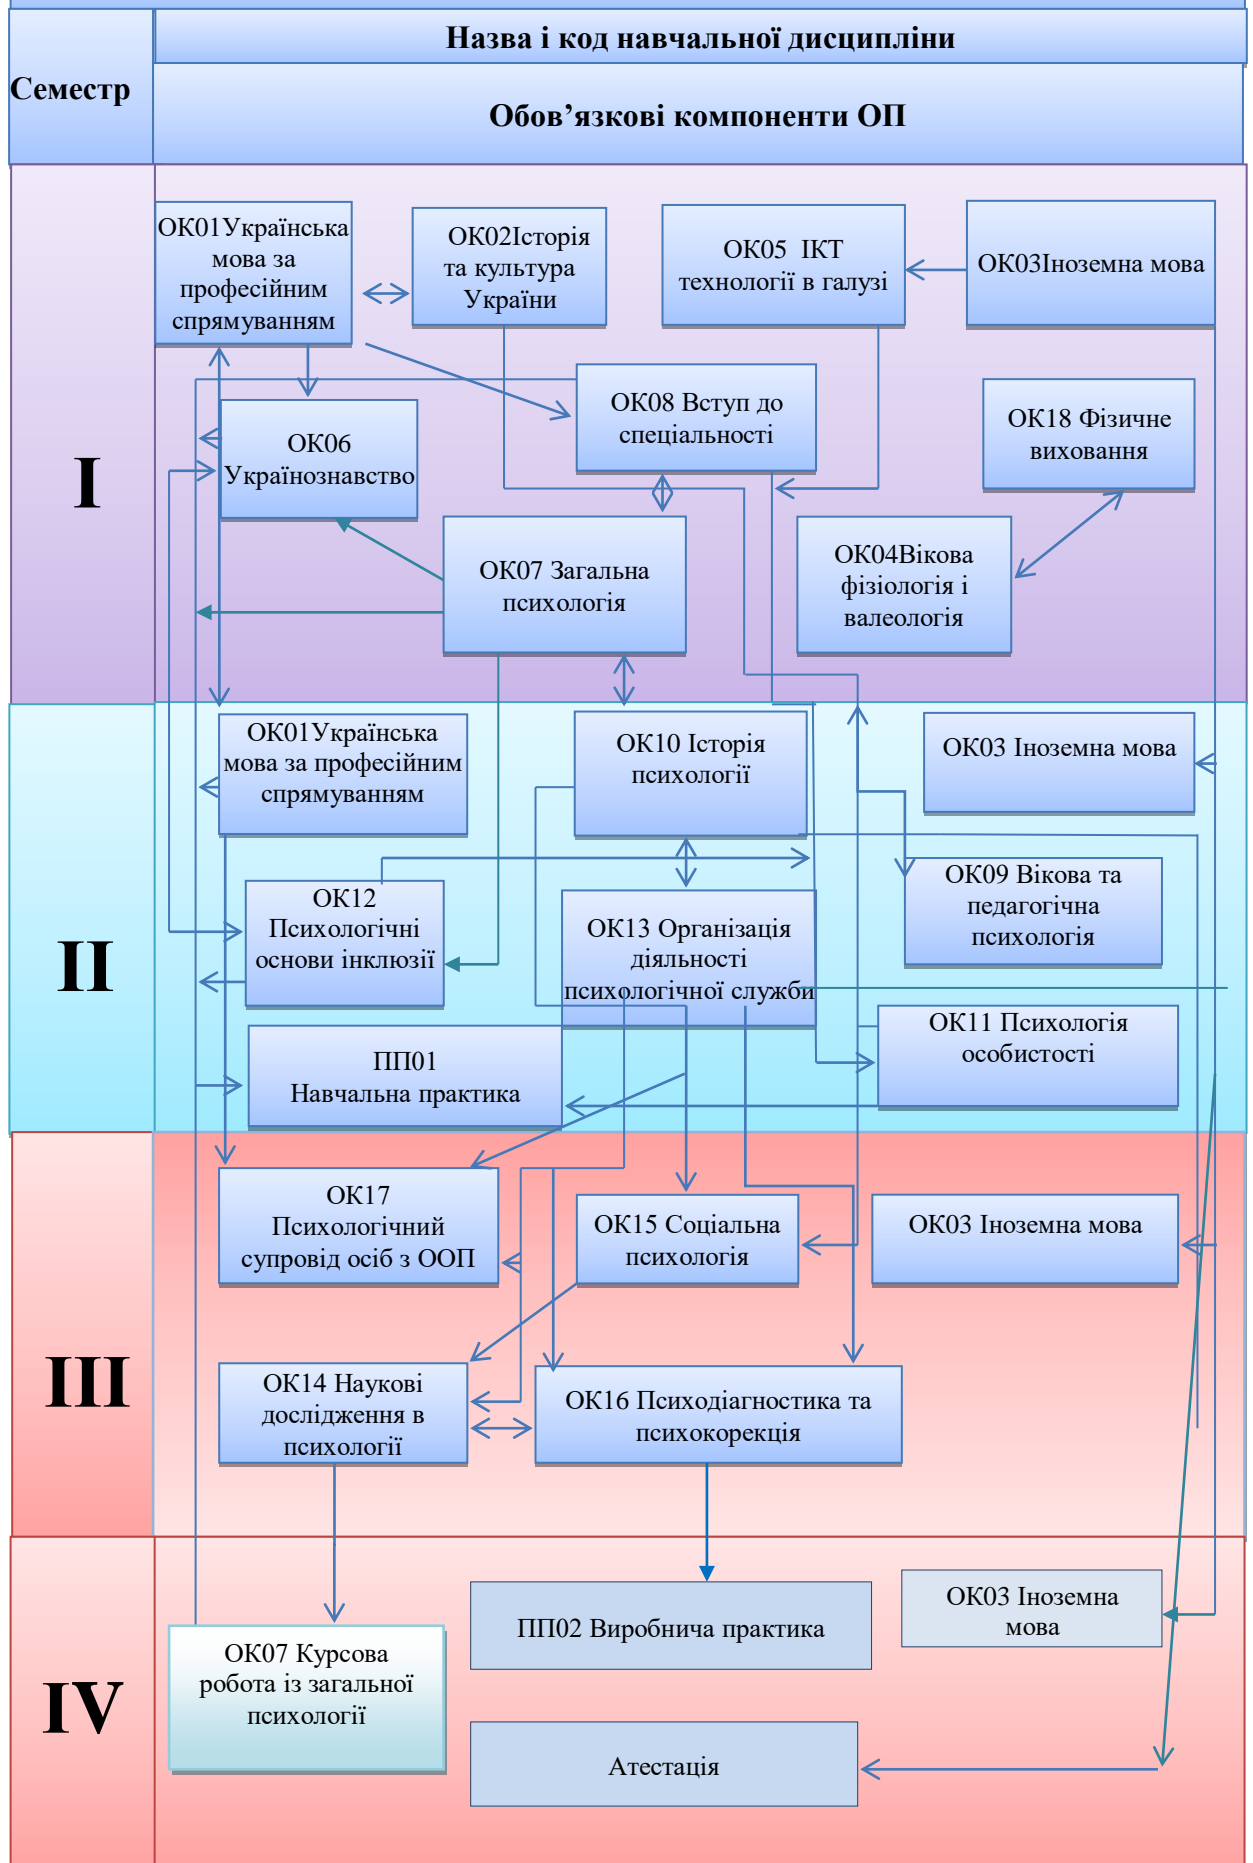 Назва і код навчальної дисципліни
Семестр
Обов’язкові компоненти ОП
I
ОК01Українська
мова за
професійним
спрямуванням
ОК02Історія
та культура
України
ОК05 ІКТ
технології в галузі
ОК03Іноземна мова
ОК06
Українознавство
ОК08 Вступ до
спеціальності
ОК18 Фізичне
виховання
ОК07 Загальна
психологія
ОК04Вікова
фізіологія і
валеологія
II
ОК01Українська
мова за професійним
спрямуванням
ОК10 Історія
психології
ОК03 Іноземна мова
ОК12
Психологічні
основи інклюзії
ОК13 Організація
діяльності
психологічної служби
ОК09 Вікова та
педагогічна
психологія
ПП01
Навчальна практика
ОК11 Психологія
особистості
III
ОК17
Психологічний
супровід осіб з ООП
ОК15 Соціальна
психологія
ОК03 Іноземна мова
ОК14 Наукові
дослідження в
психології
ОК16 Психодіагностика та
психокорекція
IV
ОК07 Курсова
робота із загальної
психології
ПП02 Виробнича практика
ОК03 Іноземна
мова
Атестація